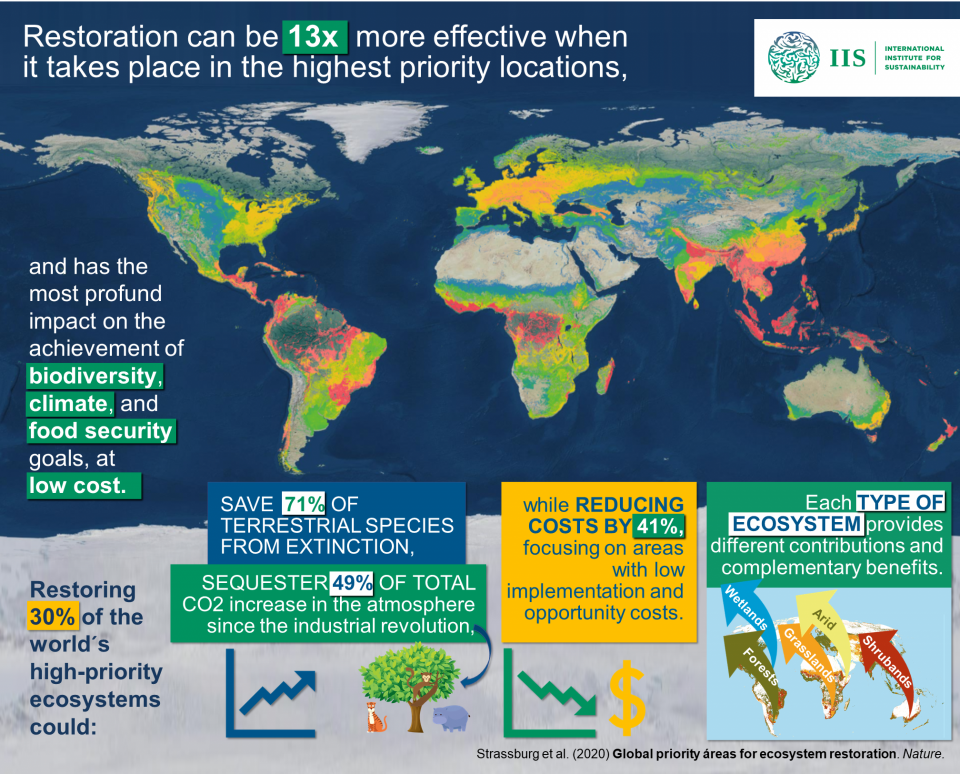 Restoration can be 13x more effective when
it takes place in the highest priority locations,
IIS
INTERNATIONAL
INSTITUTE FOR
SUSTAINABILITY
and has the
most profund
impact on the
achievement of
biodiversity,
climate, and
food security
goals, at
low cost.
Restoring
30% of the
world´s
high-priority
ecosystems
could:
SAVE 71% OF
TERRESTRIAL SPECIES
FROM EXTINCTION,
SEQUESTER 49% OF TOTAL
CO2 increase in the atmosphere
since the industrial revolution,
while REDUCING
COSTS BY 41%,
focusing on areas
with low
implementation and
opportunity costs.
$
Each TYPE OF
ECOSYSTEM provides
different contributions and
complementary benefits.
Wetlands
Arid
Forests
Grasslands
Shrublands
Strassburg et al. (2020) Global priority áreas for ecosystem restoration. Nature.